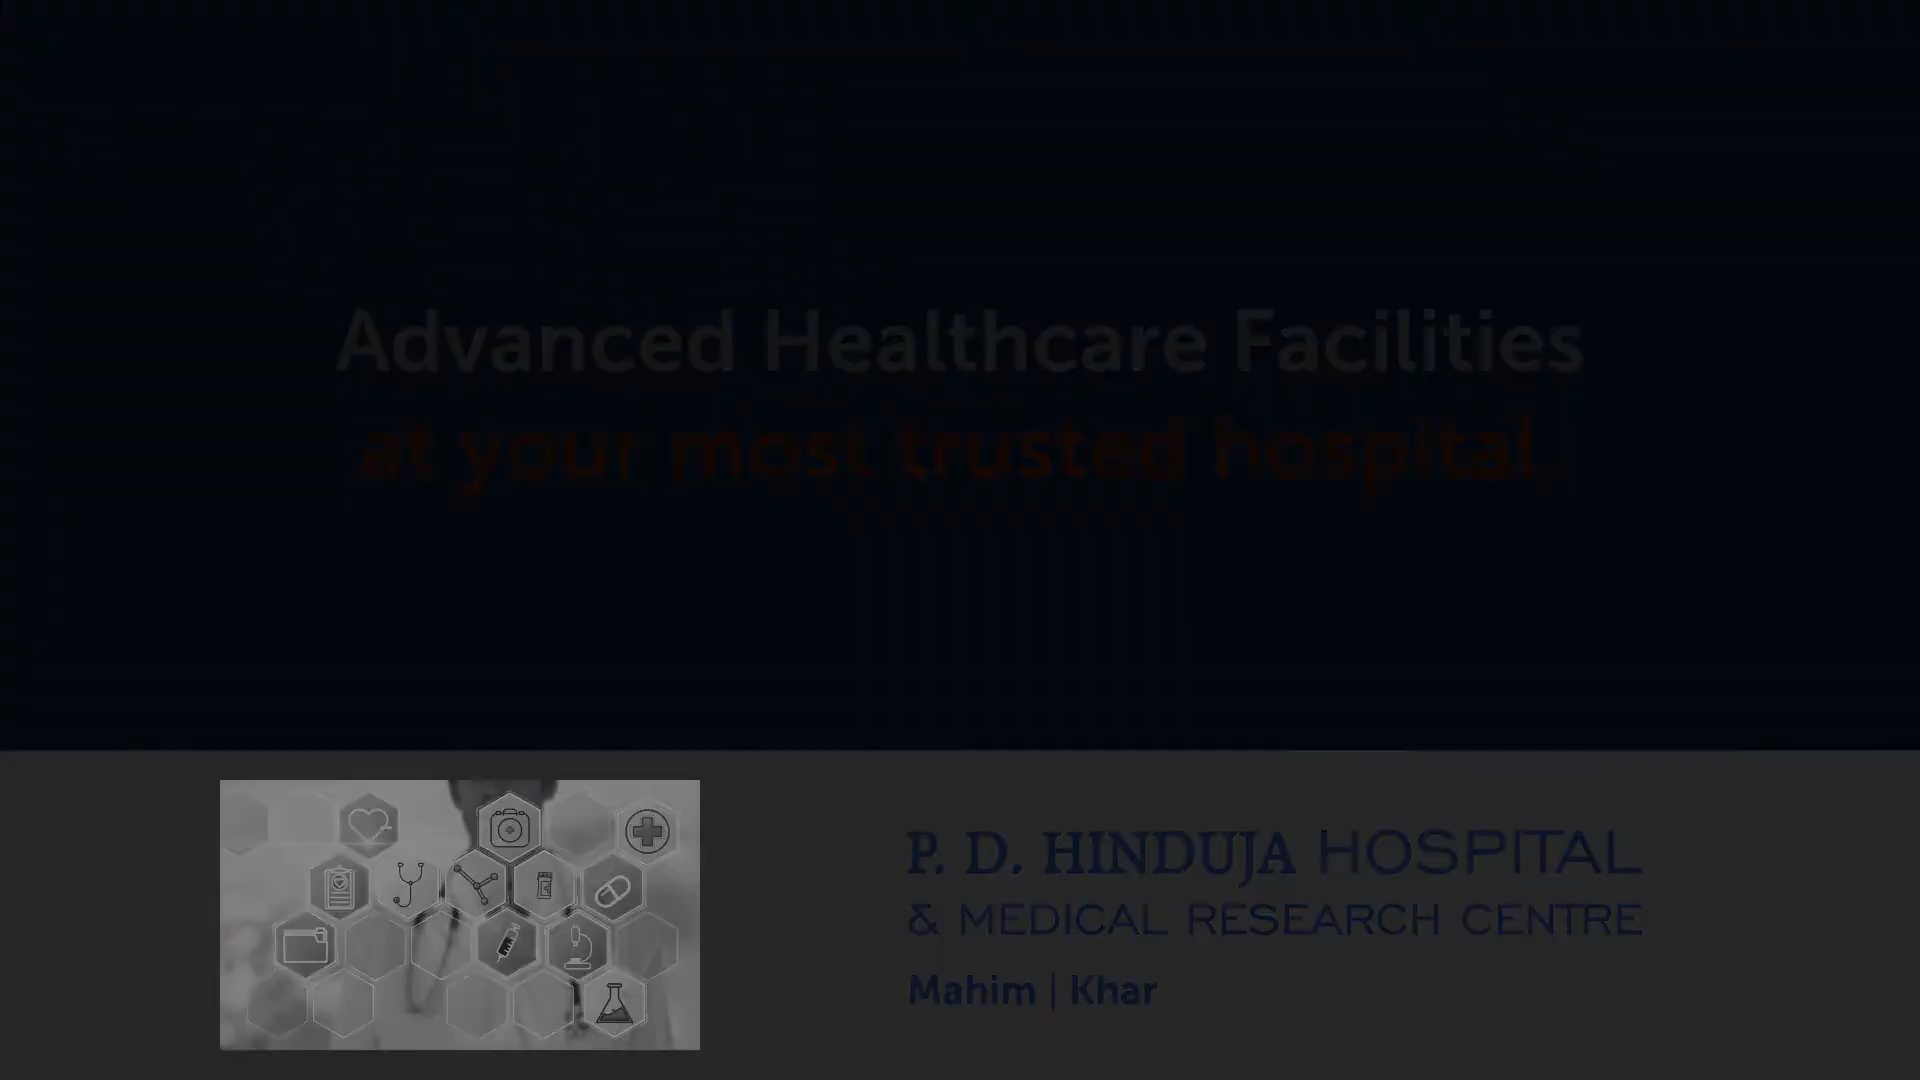 Advanced Healthcare Facilities
at your most trusted hospital.
P. D. HINDUJA HOSPITAL
& MEDICAL RESEARCH CENTRE
Mahim | Khar